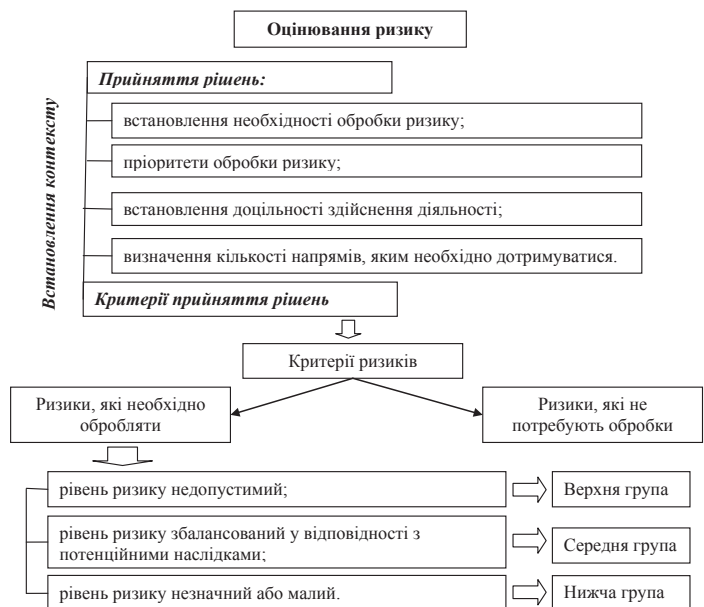 Оцінювання ризику
Встановлення контексту
Прийняття рішень:
встановлення необхідності обробки ризику;
пріоритети обробки ризику;
встановлення доцільності здійснення діяльності;
визначення кількості напрямів, яким необхідно дотримуватися.
Критерії прийняття рішень
Критерії ризиків
Ризики, які необхідно
обробляти
Ризики, які не
потребують обробки
рівень ризику недопустимий;
Верхня група
рівень ризику збалансований у відповідності з
потенційними наслідками;
Середня група
рівень ризику незначний або малий.
Нижча група